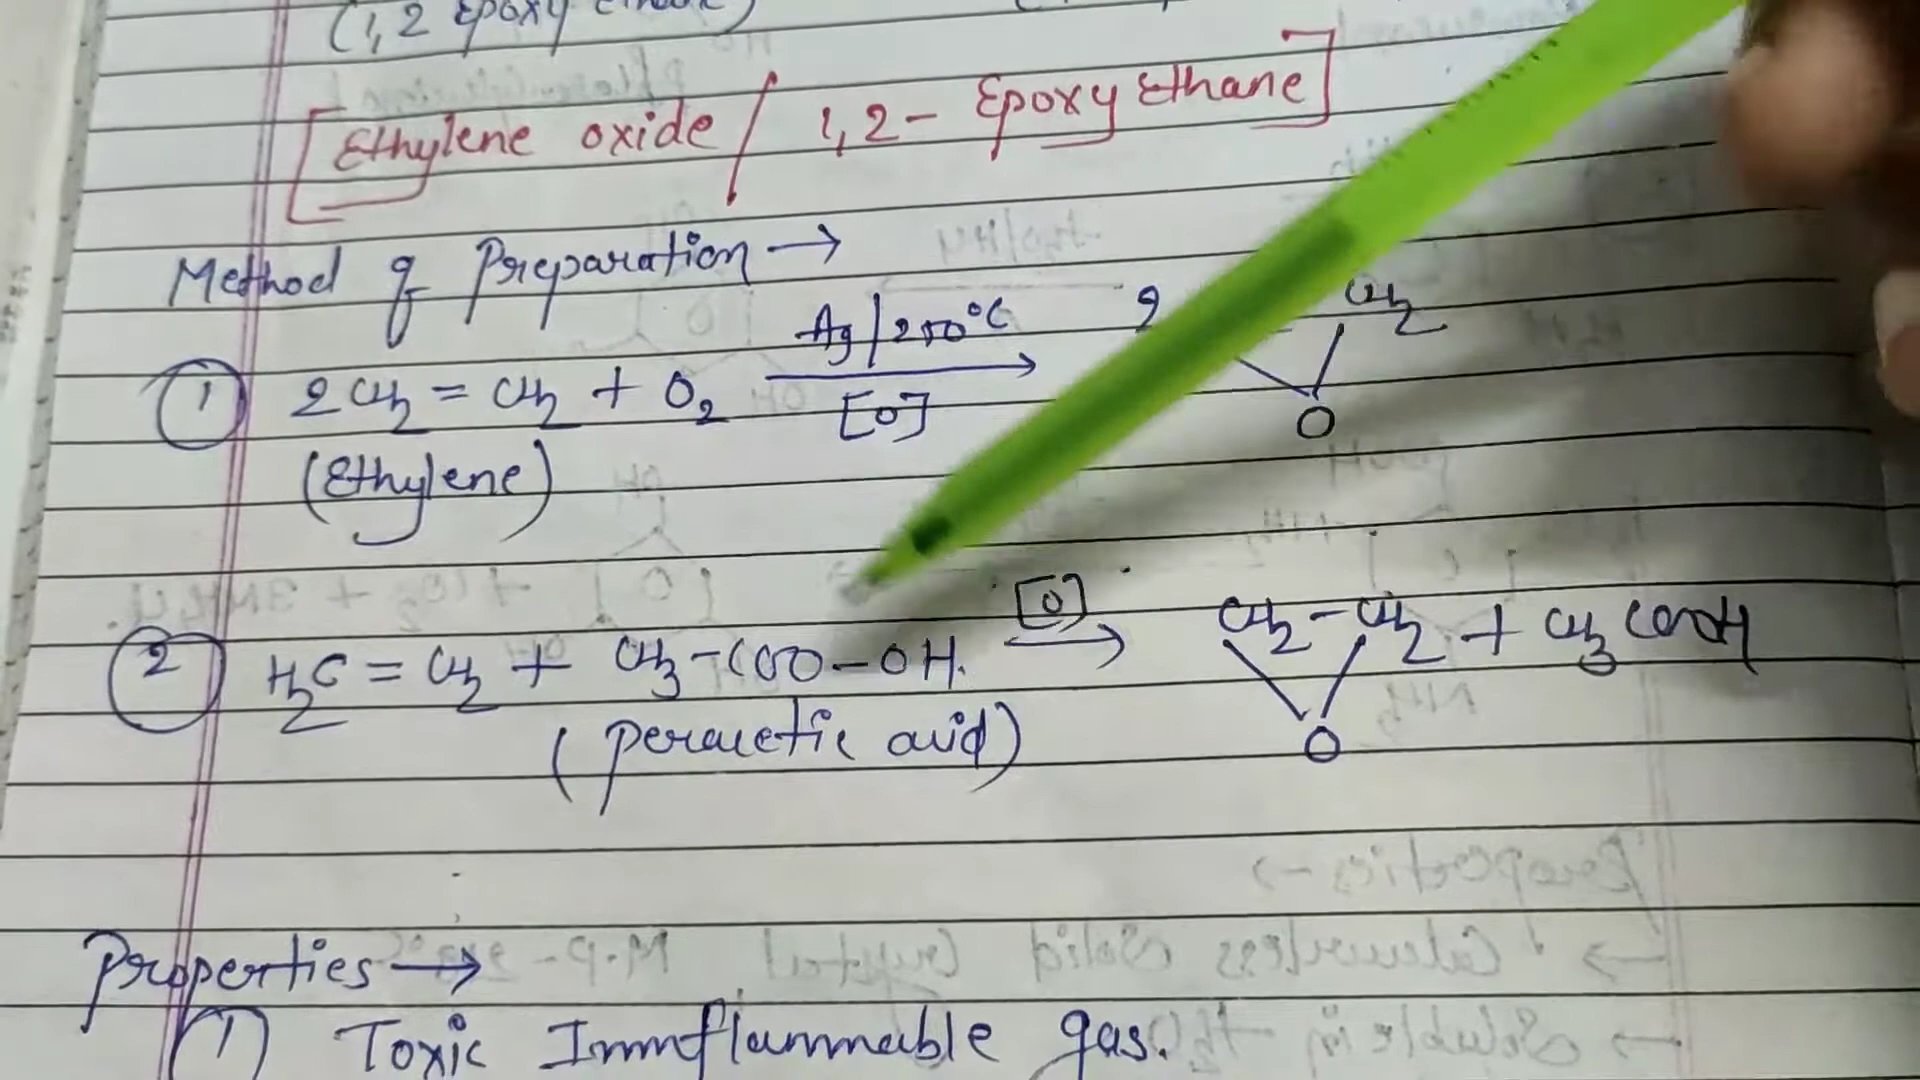 (1,2 Epoxy
[Ethylene oxide / 1,2- Epoxy Ethane]
Method of Preparation →
① 2CH2 = CH2 + O2 Ag/250°C [O] → 2 CH2 O
(Ethylene)
② H2C = CH2 + CH3-COO-OH. [O] → CH2-CH2 O + CH3COOH
(peracetic acid)
Properties →
① Toxic Immflammable gas.